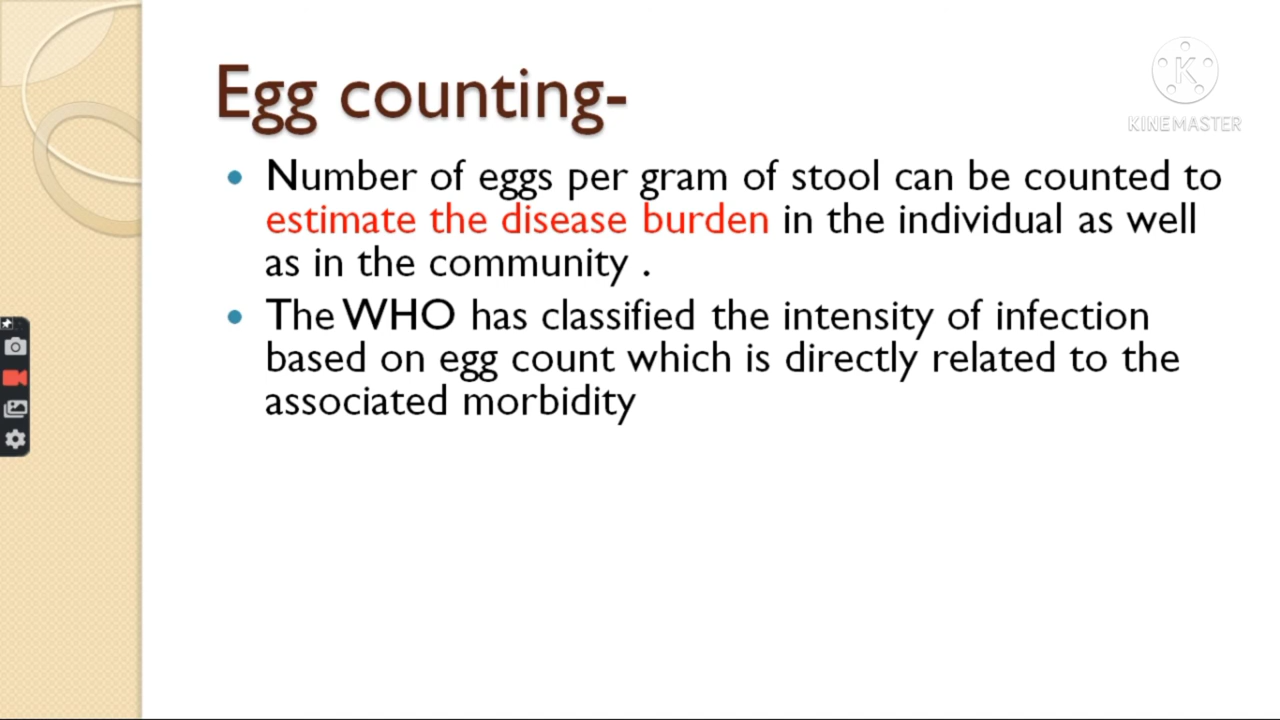 Egg counting-
KINEMASTER
• Number of eggs per gram of stool can be counted to
estimate the disease burden in the individual as well
as in the community .
• The WHO has classified the intensity of infection
based on egg count which is directly related to the
associated morbidity